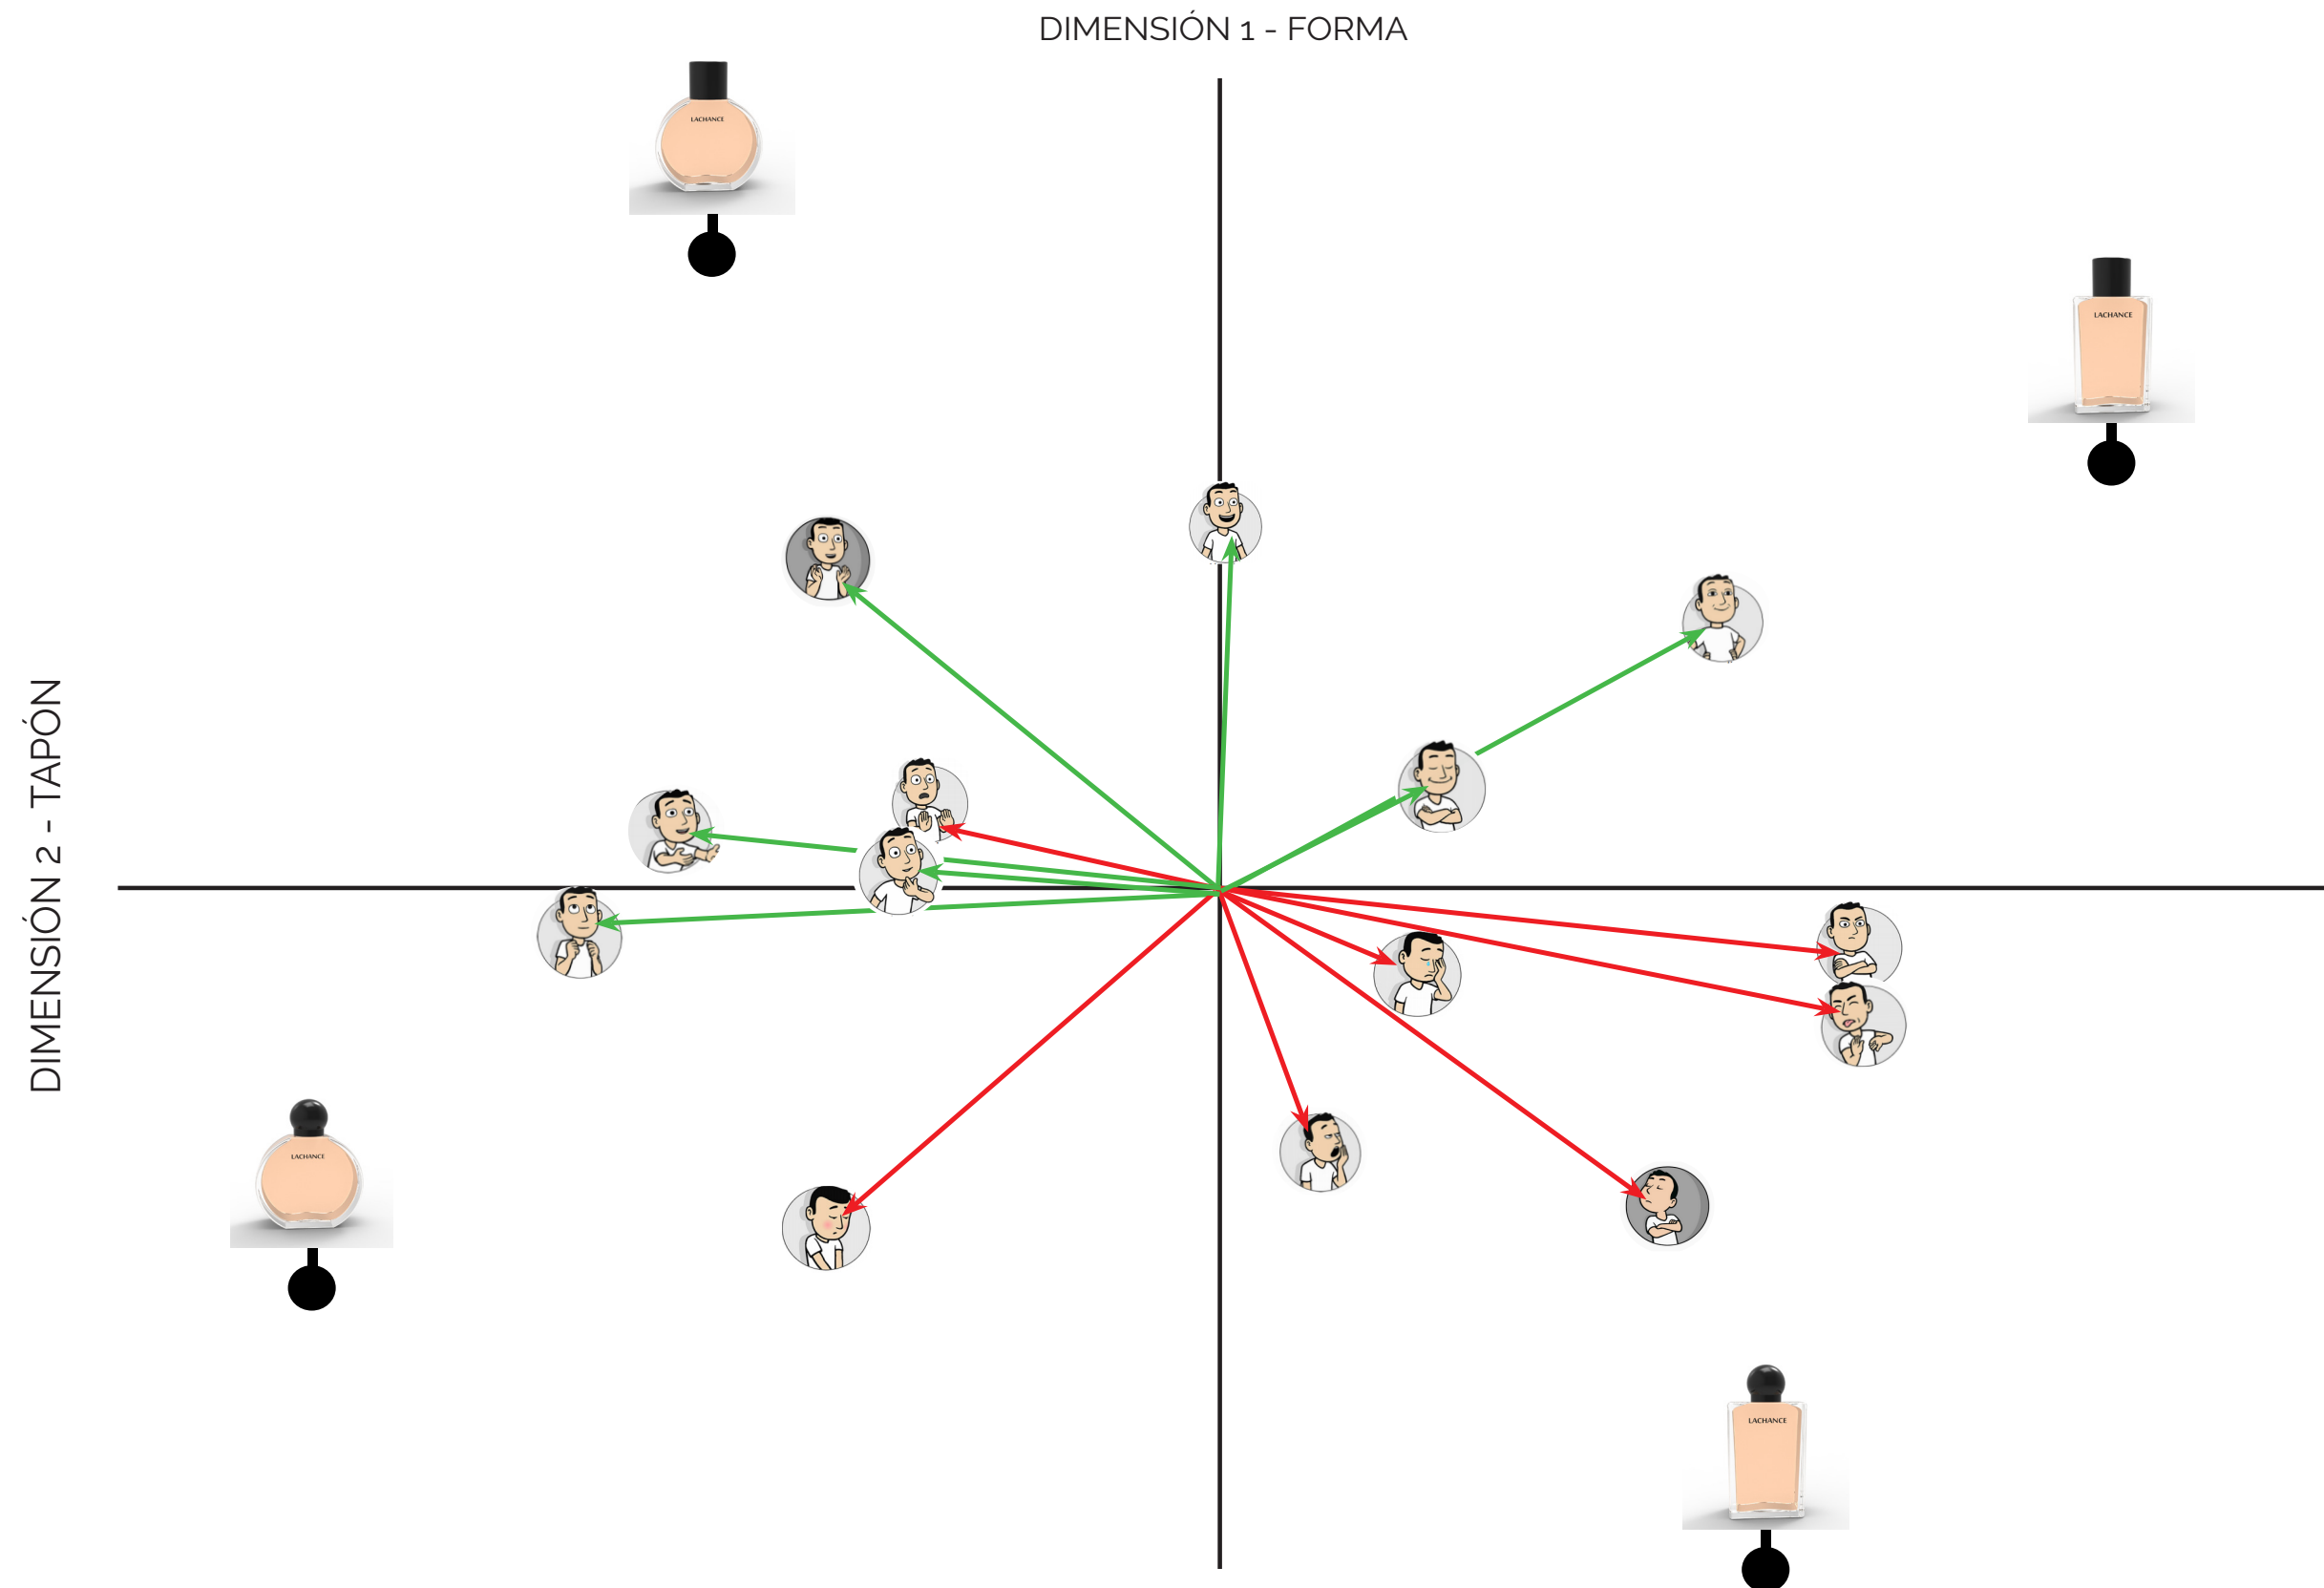 DIMENSIÓN 1 - FORMA
LACHANCE
LACHANCE
DIMENSIÓN 2 - TAPÓN
LACHANCE
LACHANCE